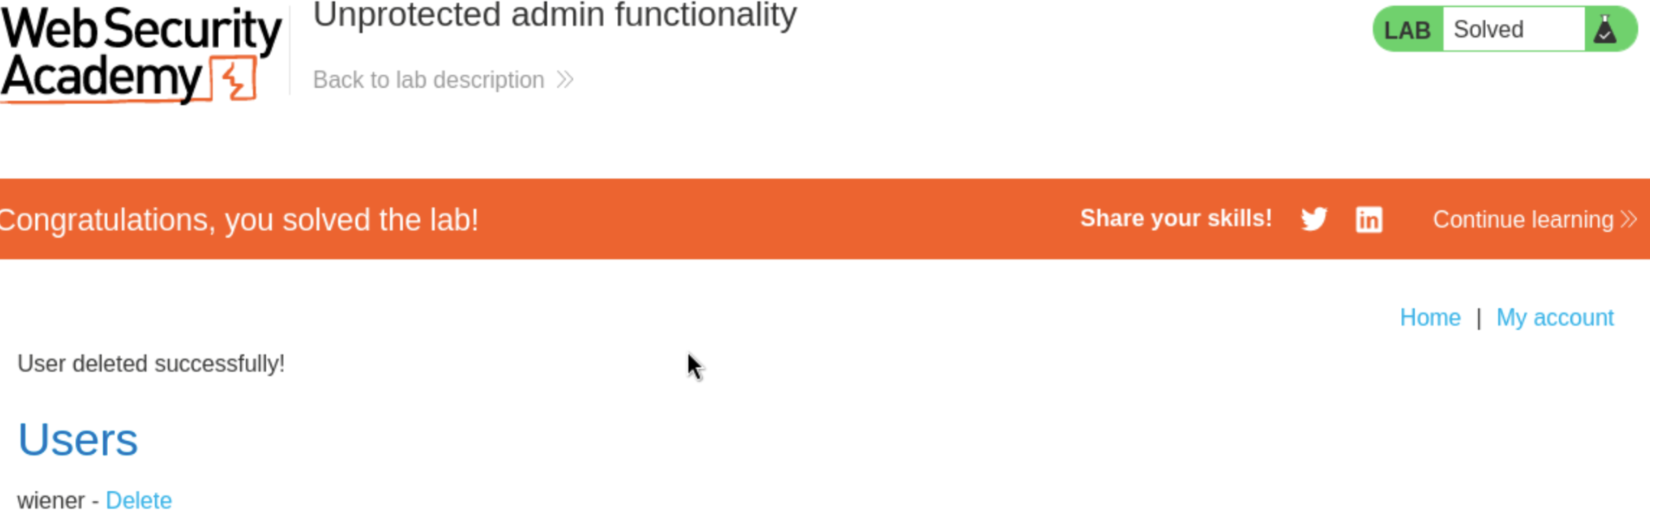 Web Security
Academy
Unprotected admin functionality
Back to lab description
LAB Solved
Congratulations, you solved the lab!
Share your skills!
in
Continue learning
Home | My account
User deleted successfully!
Users
wiener - Delete